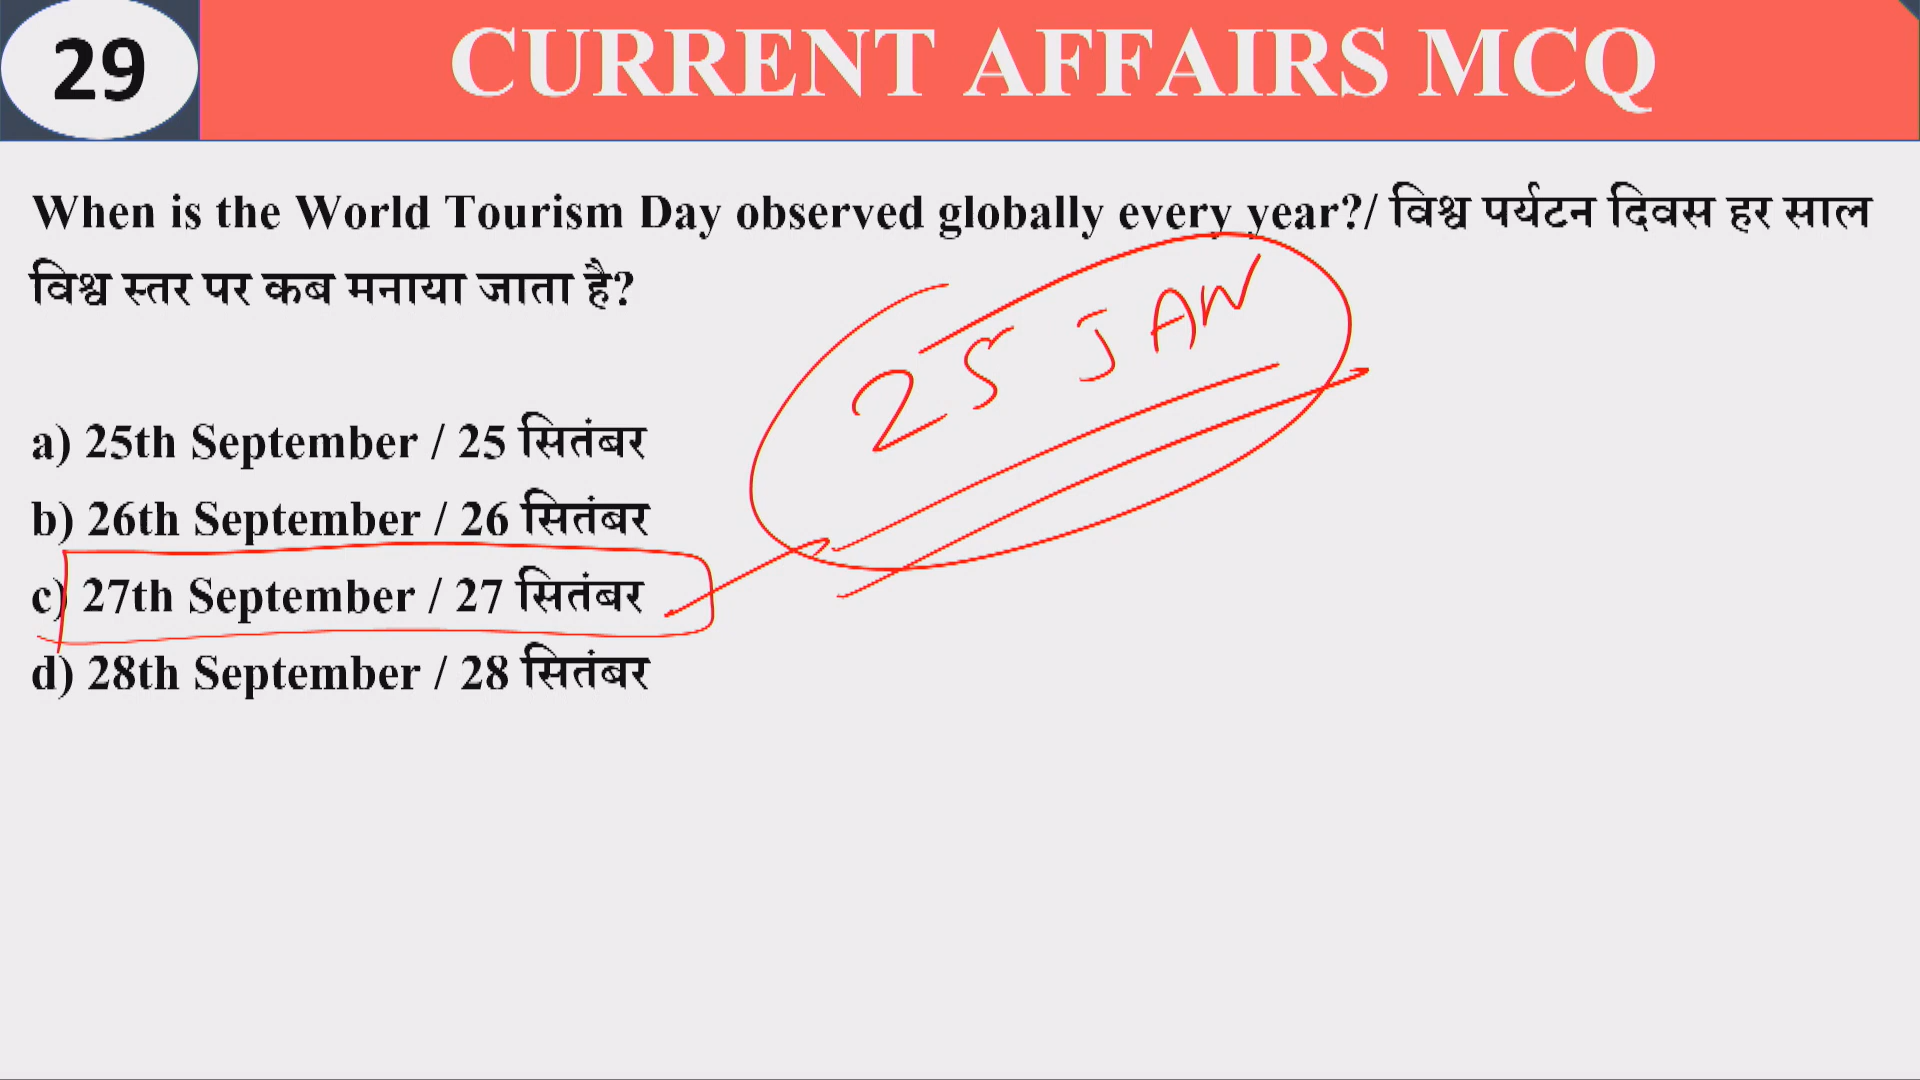 29
CURRENT AFFAIRS MCQ
When is the World Tourism Day observed globally every year?/ विश्व पर्यटन दिवस हर साल
विश्व स्तर पर कब मनाया जाता है?
25 JAN
a) 25th September / 25 सितंबर
b) 26th September / 26 सितंबर
c) 27th September / 27 सितंबर
d) 28th September / 28 सितंबर